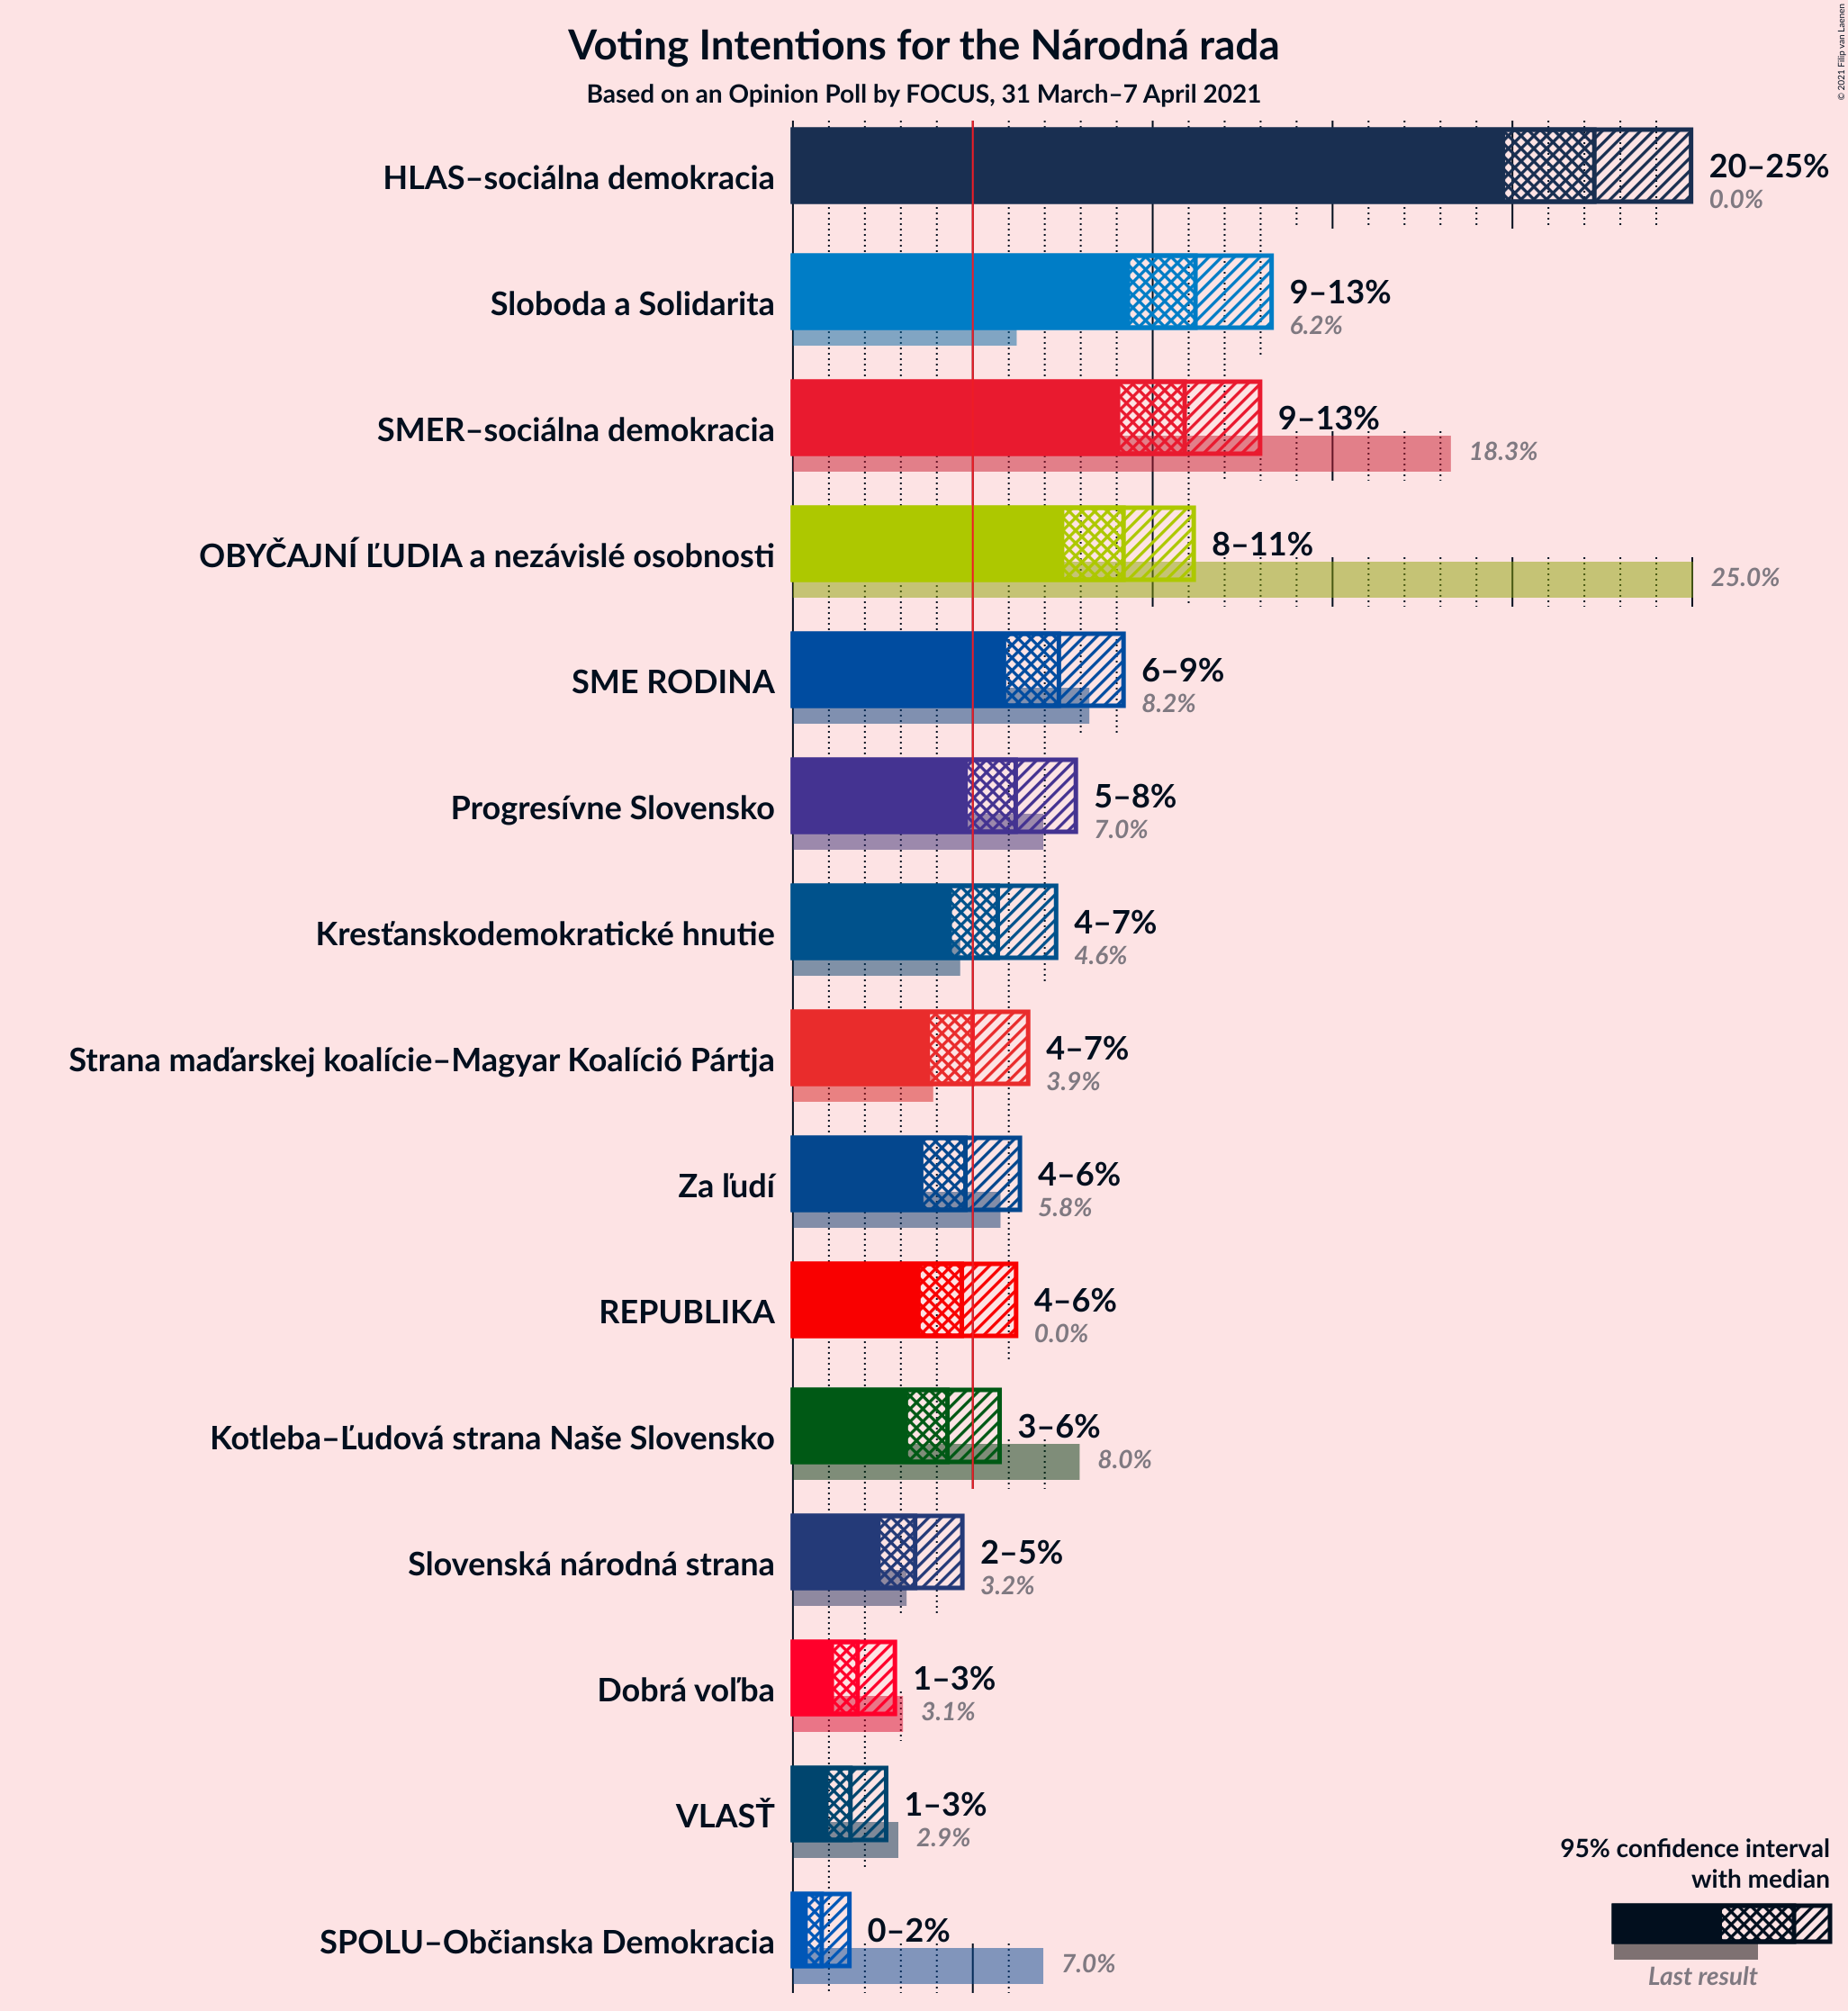 Voting Intentions for the Národná rada
Based on an Opinion Poll by FOCUS, 31 March–7 April 2021
© 2021 Filip van Laenen
HLAS–sociálna demokracia
20–25%
0.0%
Sloboda a Solidarita
9–13%
6.2%
SMER–sociálna demokracia
9–13%
18.3%
OBYČAJNÍ ĽUDIA a nezávislé osobnosti
8–11%
25.0%
SME RODINA
6–9%
8.2%
Progresívne Slovensko
5–8%
7.0%
Kresťanskodemokratické hnutie
4–7%
4.6%
Strana maďarskej koalície–Magyar Koalíció Pártja
4–7%
3.9%
Za ľudí
4–6%
5.8%
REPUBLIKA
4–6%
0.0%
Kotleba–Ľudová strana Naše Slovensko
3–6%
8.0%
Slovenská národná strana
2–5%
3.2%
Dobrá voľba
1–3%
3.1%
VLASŤ
1–3%
2.9%
SPOLU–Občianska Demokracia
0–2%
7.0%
95% confidence interval
with median
Last result